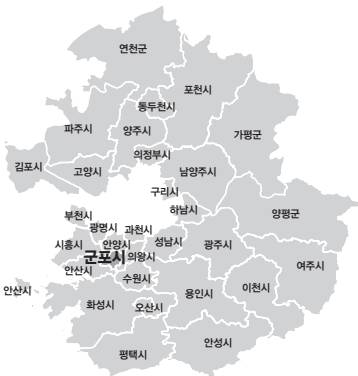 연천군
포천시
동두천시
파주시
양주시
가평군
의정부시
김포시
고양시
남양주시
구리시
부천시
하남시
양평군
광명시
과천시
시흥시
안양시
성남시
광주시
군포시
의왕시
안산시
수원시
여주시
안산시
화성시
오산시
용인시
이천시
평택시
안성시